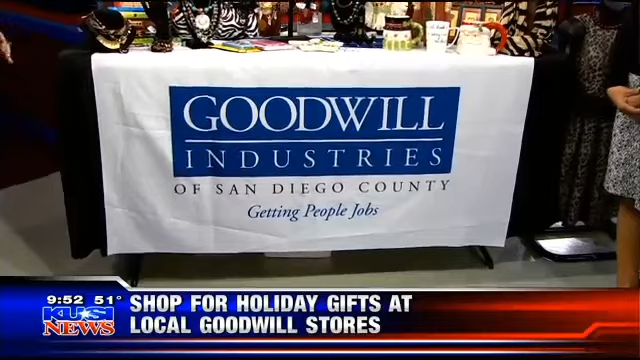 GOODWILL
INDUSTRIES
OF SAN DIEGO COUNTY
Getting People Jobs
9:52 51°
KUSI
NEWS
SHOP FOR HOLIDAY GIFTS AT
LOCAL GOODWILL STORES